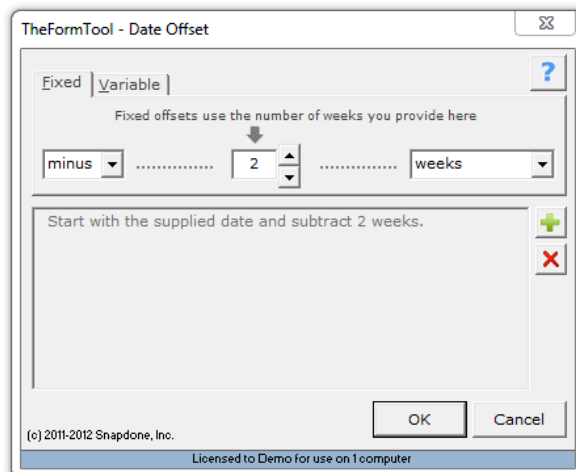 TheFormTool - Date Offset
?
Fixed Variable
Fixed offsets use the number of weeks you provide here
minus .............. 2 .............. weeks
Start with the supplied date and subtract 2 weeks.
OK Cancel
(c) 2011-2012 Snapdone, Inc.
Licensed to Demo for use on 1 computer